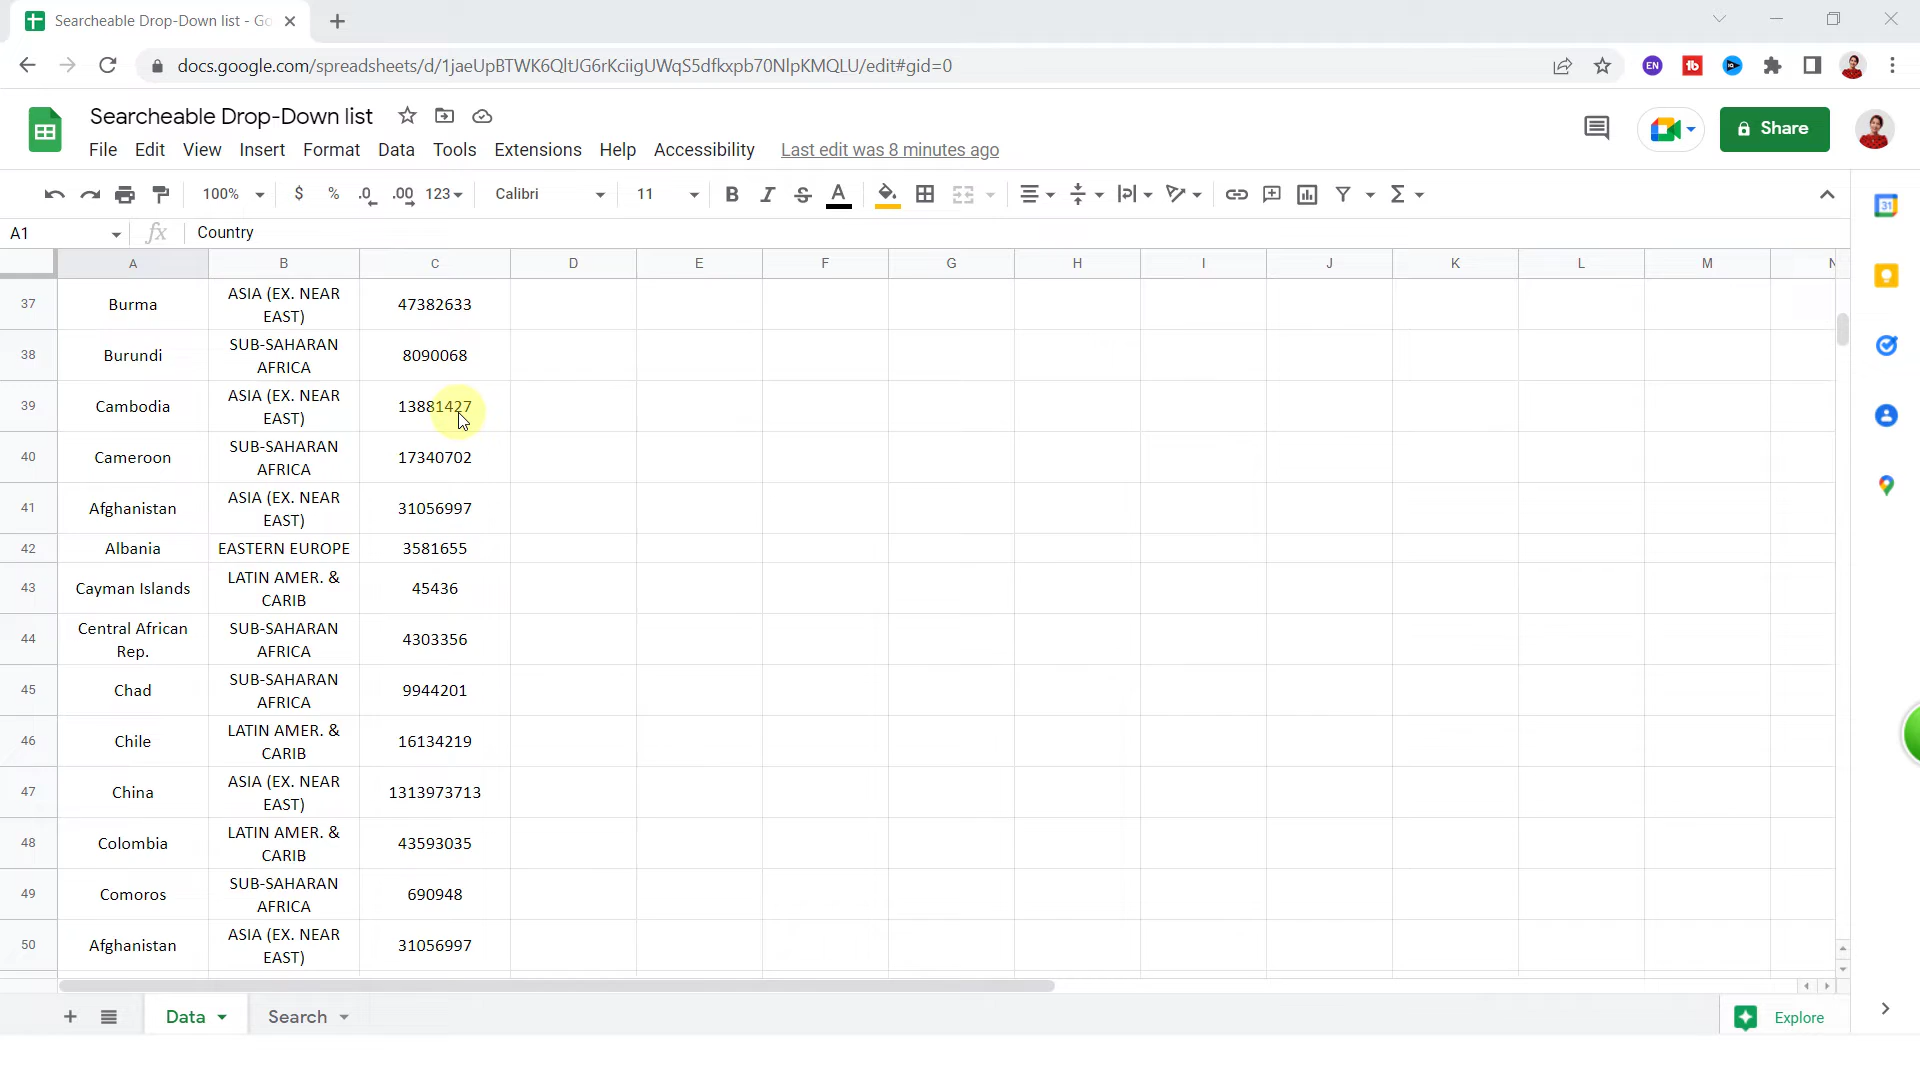 Searcheable Drop-Down list - Go
docs.google.com/spreadsheets/d/1jaeUpBTWK6QltJG6rKciigUWqS5dfkxpb70NlpKMQLU/edit#gid=0
EN
Searcheable Drop-Down list
Share
File Edit View Insert Format Data Tools Extensions Help Accessibility Last edit was 8 minutes ago
100% $ % .0 .00 123 Calibri 11 B I S A Σ
31
A1 fx Country
A B C D E F G H I J K L M N
37 Burma ASIA (EX. NEAR 47382633
EAST)
38 Burundi SUB-SAHARAN 8090068
AFRICA
39 Cambodia ASIA (EX. NEAR 13881427
EAST)
40 Cameroon SUB-SAHARAN 17340702
AFRICA
41 Afghanistan ASIA (EX. NEAR 31056997
EAST)
42 Albania EASTERN EUROPE 3581655
43 Cayman Islands LATIN AMER. & 45436
CARIB
44 Central African SUB-SAHARAN 4303356
Rep. AFRICA
45 Chad SUB-SAHARAN 9944201
AFRICA
46 Chile LATIN AMER. & 16134219
CARIB
47 China ASIA (EX. NEAR 1313973713
EAST)
48 Colombia LATIN AMER. & 43593035
CARIB
49 Comoros SUB-SAHARAN 690948
AFRICA
50 Afghanistan ASIA (EX. NEAR 31056997
EAST)
Data Search Explore